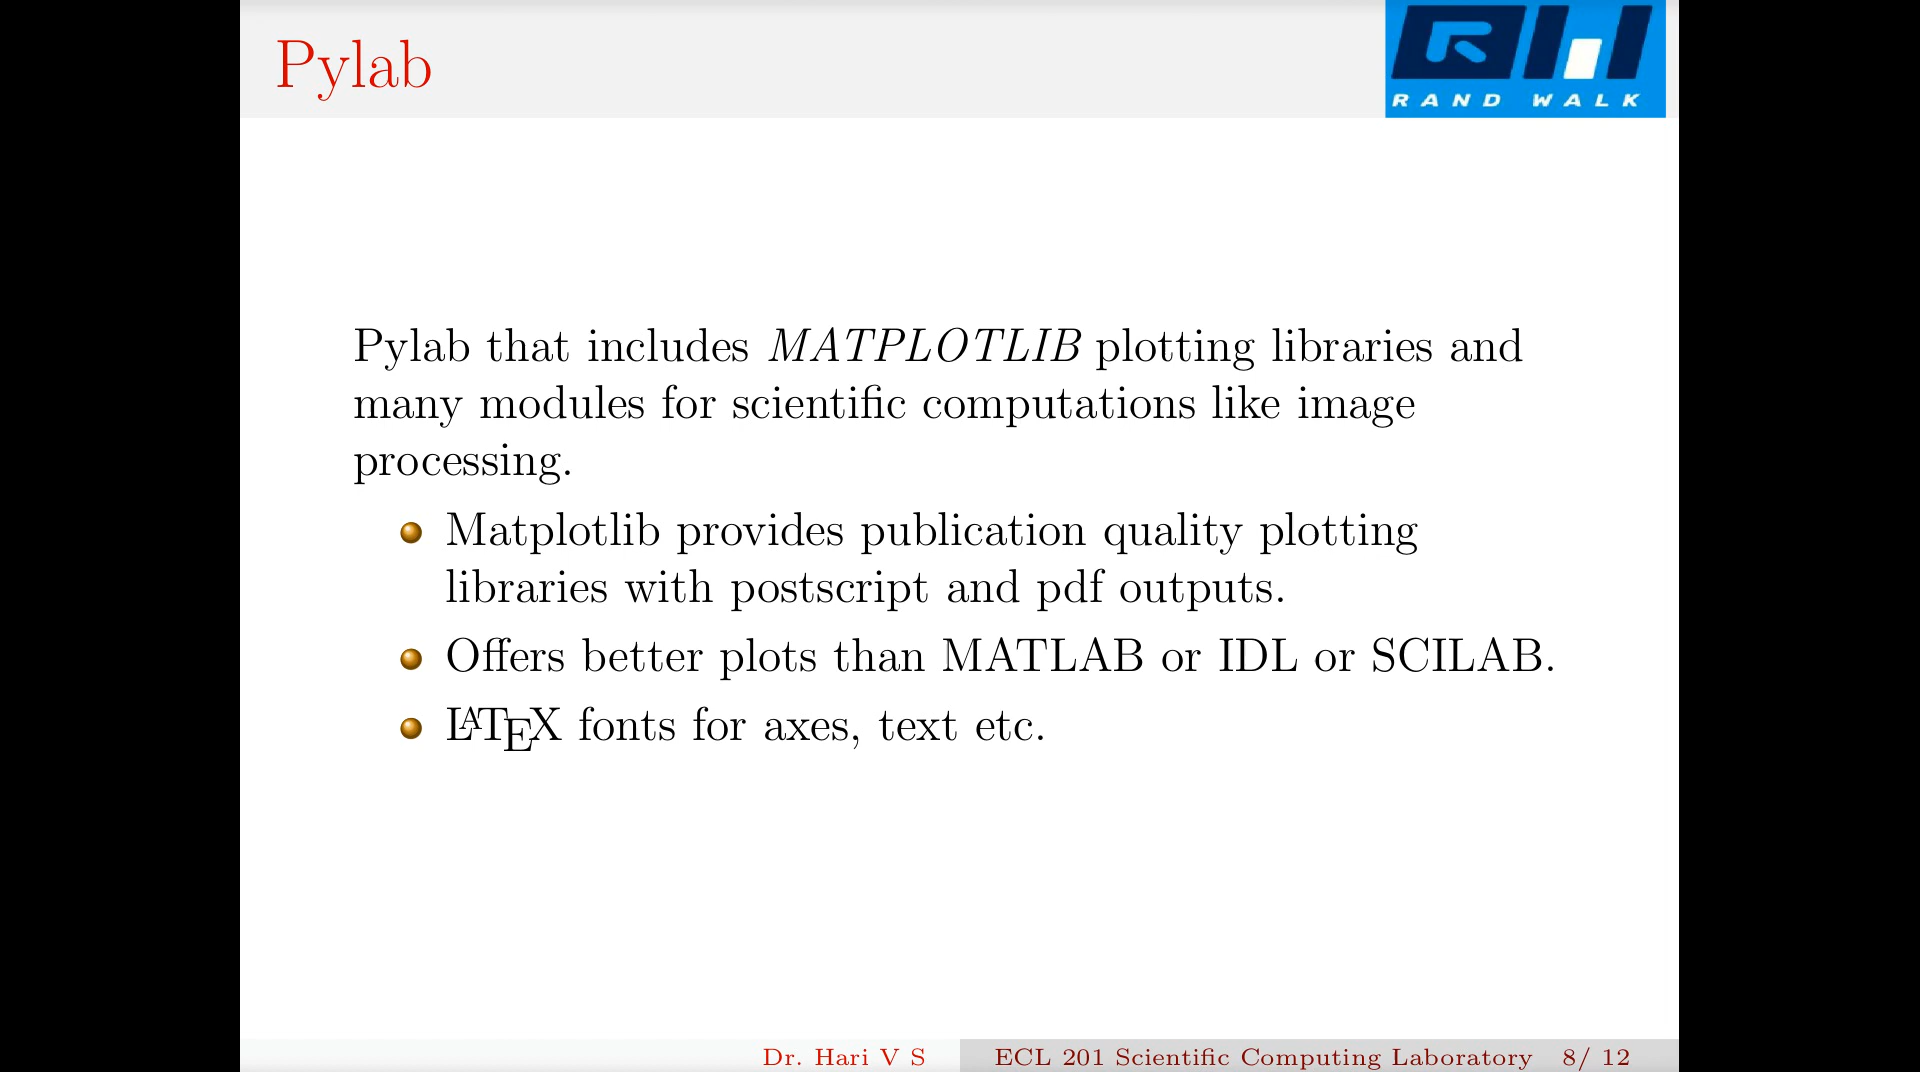 Pylab
RAND WALK
Pylab that includes MATPLOTLIB plotting libraries and
many modules for scientific computations like image
processing.
Matplotlib provides publication quality plotting
libraries with postscript and pdf outputs.
Offers better plots than MATLAB or IDL or SCILAB.
LATEX fonts for axes, text etc.
Dr. Hari V S
ECL 201 Scientific Computing Laboratory 8/ 12